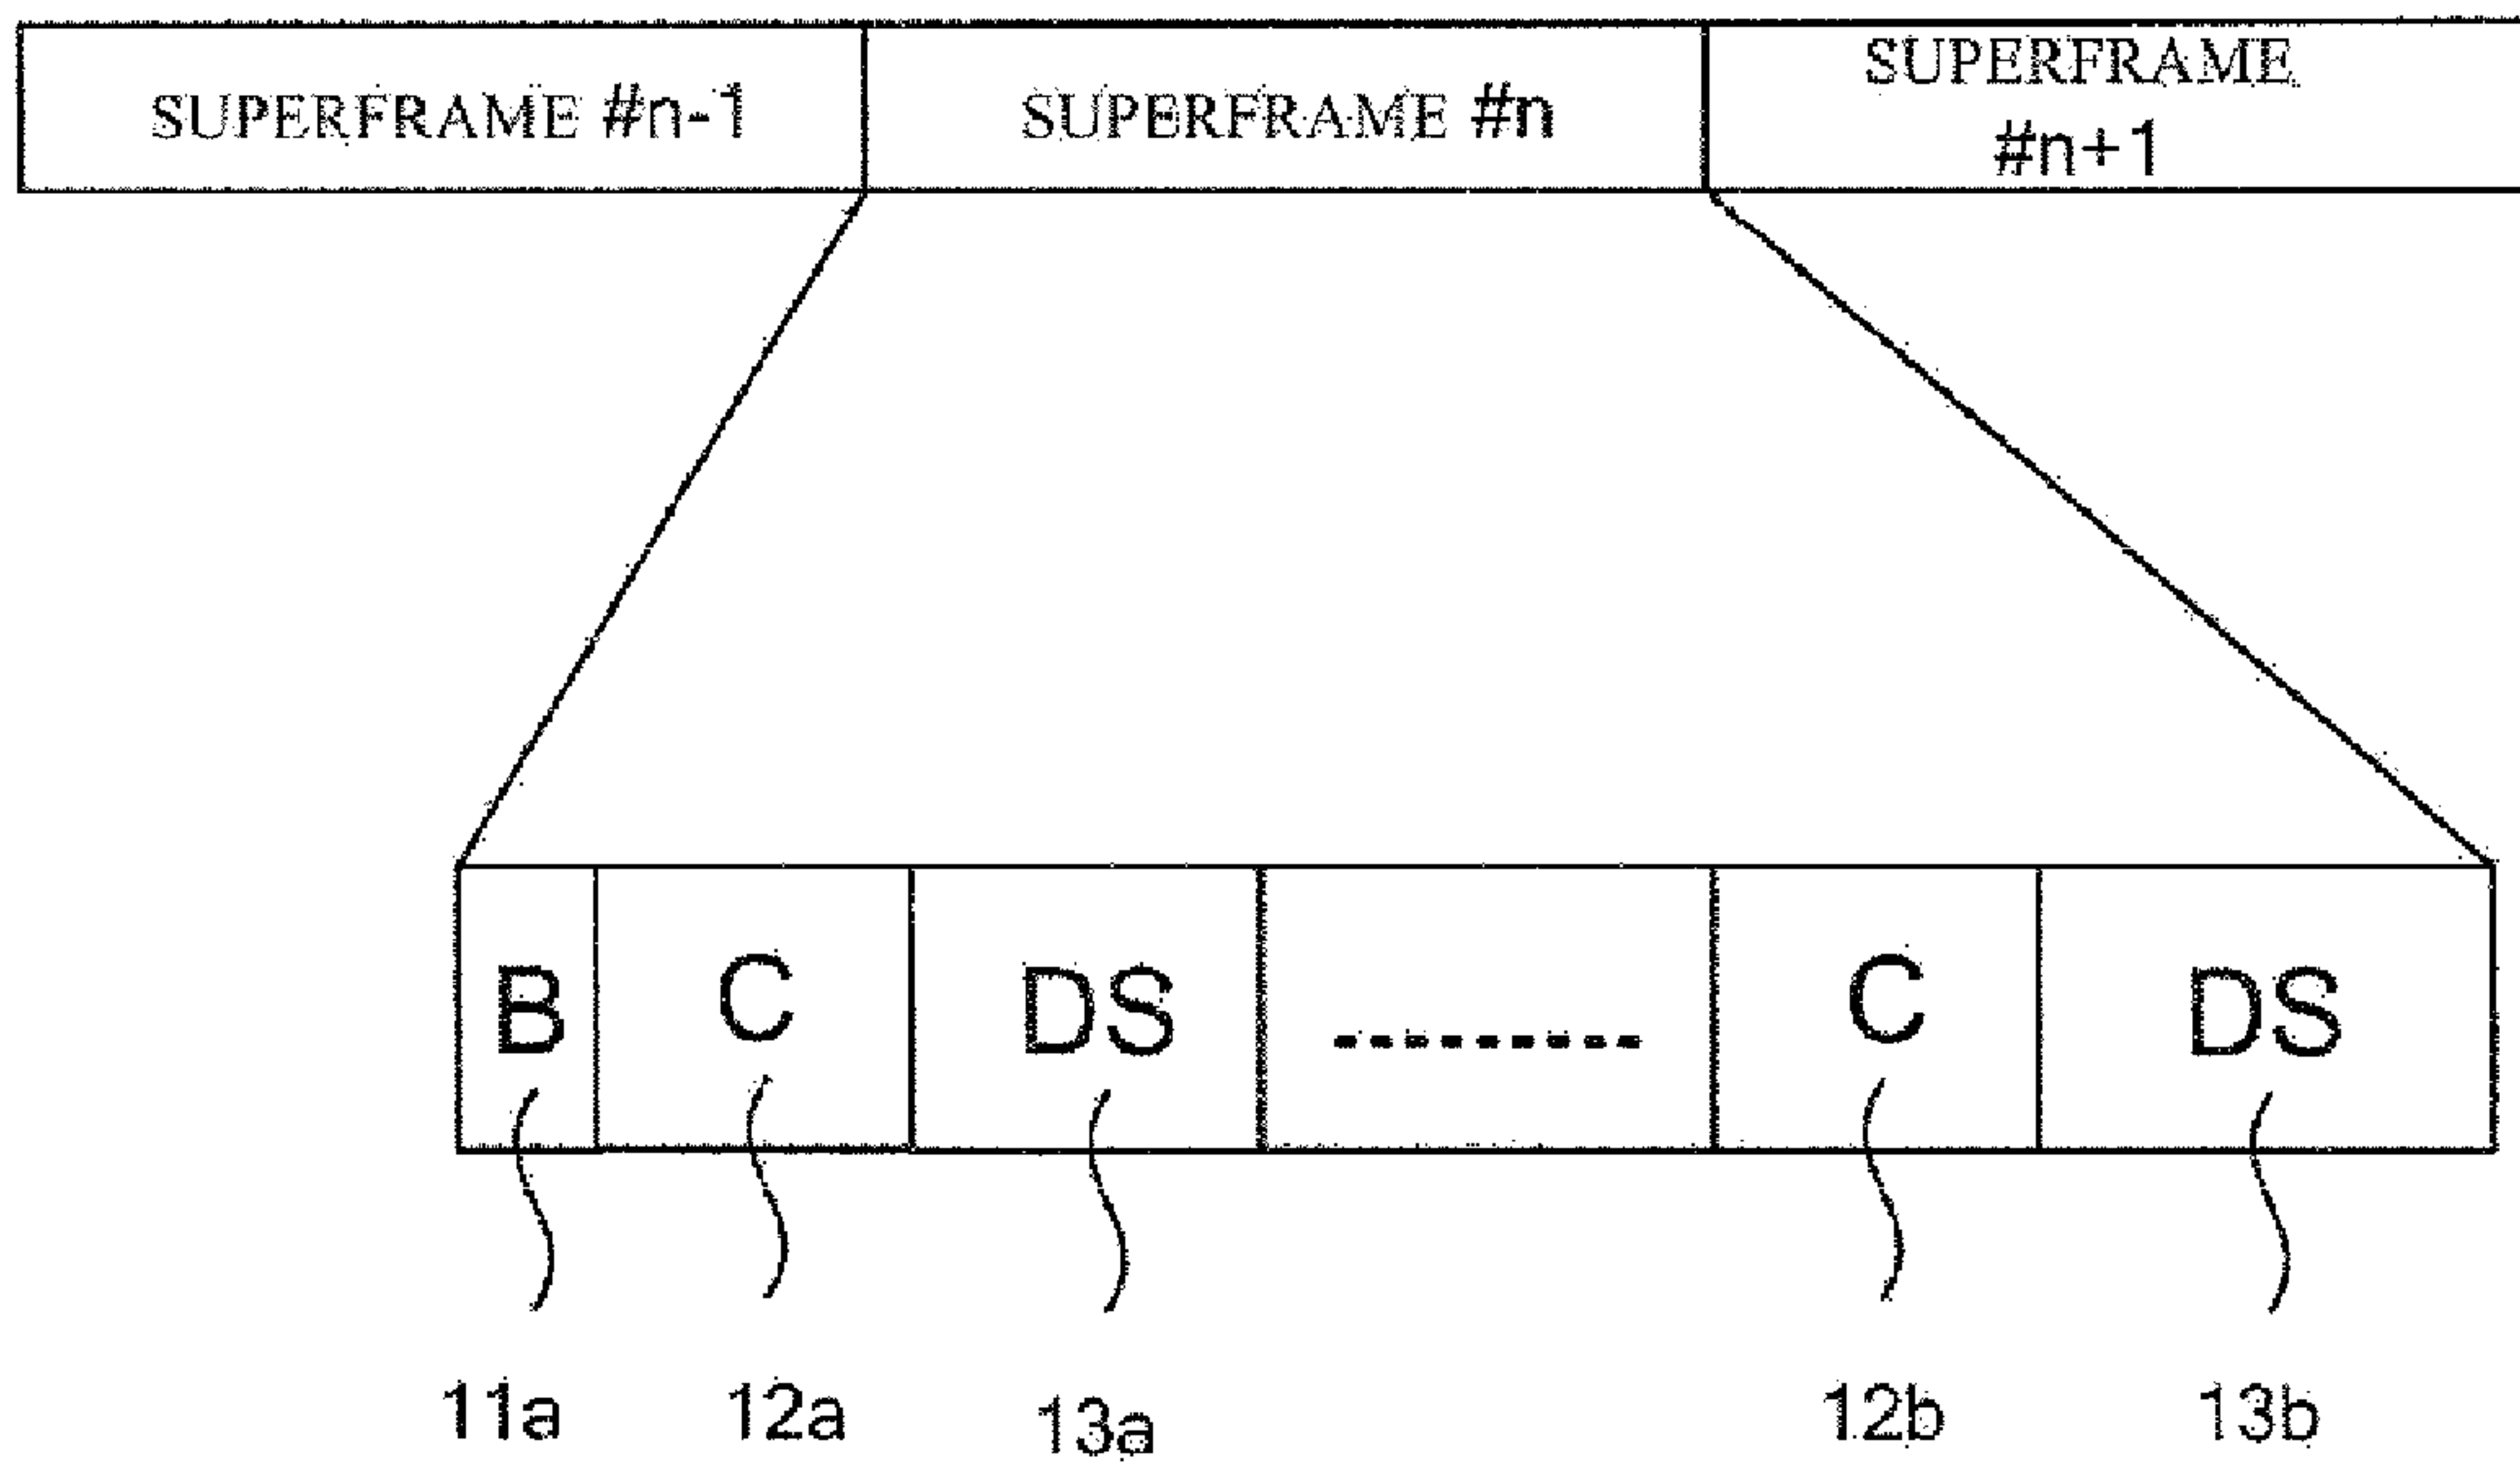 SUPERFRAME #n-1
SUPERFRAME #n
SUPERFRAME
#n+1
B
C
DS
C
DS
11a
12a
13a
12b
13b